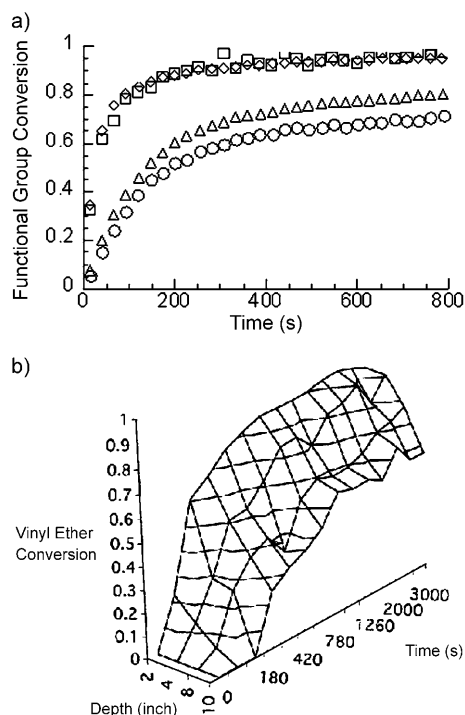 a)
1
0.8
0.6
0.4
0.2
0
Functional Group Conversion
0 200 400 600 800
Time (s)
b)
1
0.9
0.8
0.7
0.6
0.5
0.4
0.3
0.2
0.1
0
Vinyl Ether
Conversion
2 4 8 10
Depth (inch)
0 180 420 780 1260 2000 3000
Time (s)